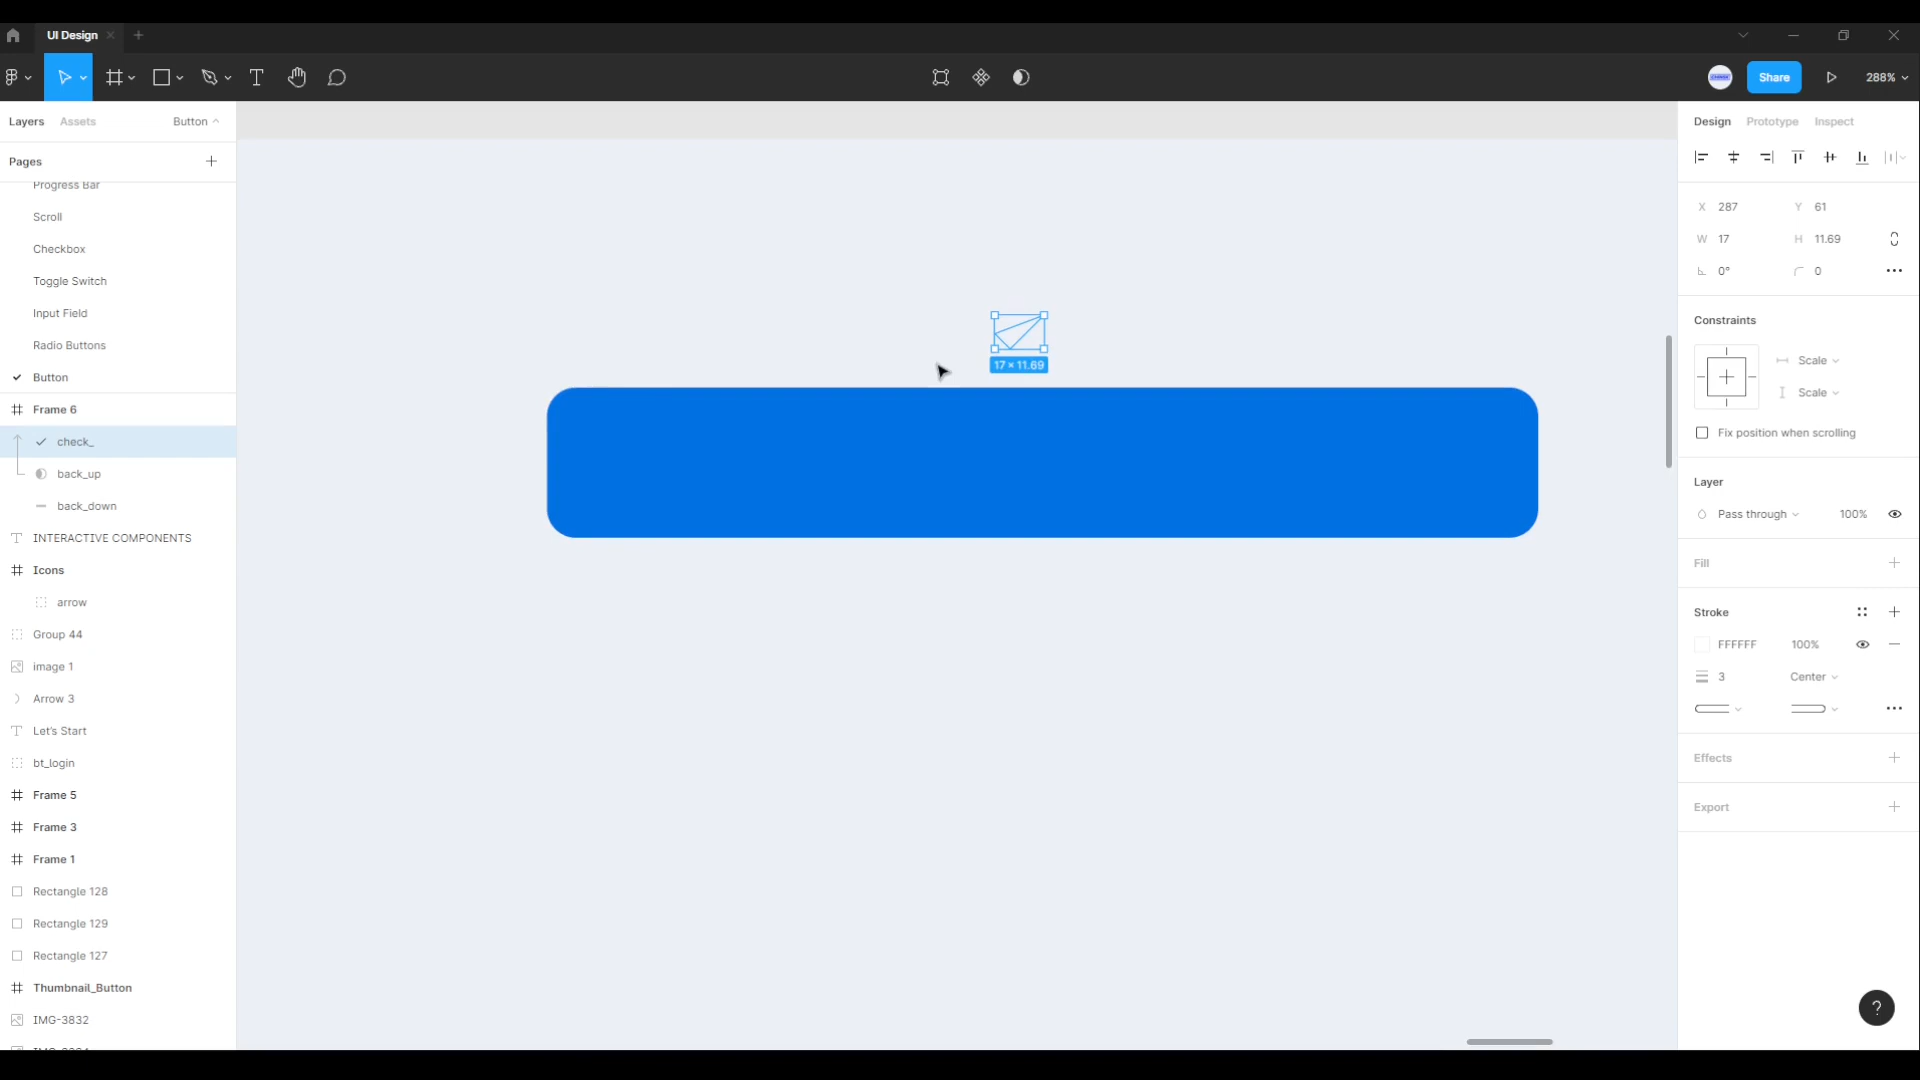 UI Design
Share
288%
Layers
Assets
Button
Pages
Progress Bar
Scroll
Checkbox
Toggle Switch
Input Field
Radio Buttons
Button
Frame 6
check_
back_up
back_down
INTERACTIVE COMPONENTS
Icons
arrow
Group 44
image 1
Arrow 3
Let's Start
bt_login
Frame 5
Frame 3
Frame 1
Rectangle 128
Rectangle 129
Rectangle 127
Thumbnail_Button
IMG-3832
17 × 11.69
Design
Prototype
Inspect
X 287
Y 61
W 17
H 11.69
0°
0
Constraints
Scale
Scale
Fix position when scrolling
Layer
Pass through
100%
Fill
Stroke
FFFFFF
100%
3
Center
Effects
Export
?